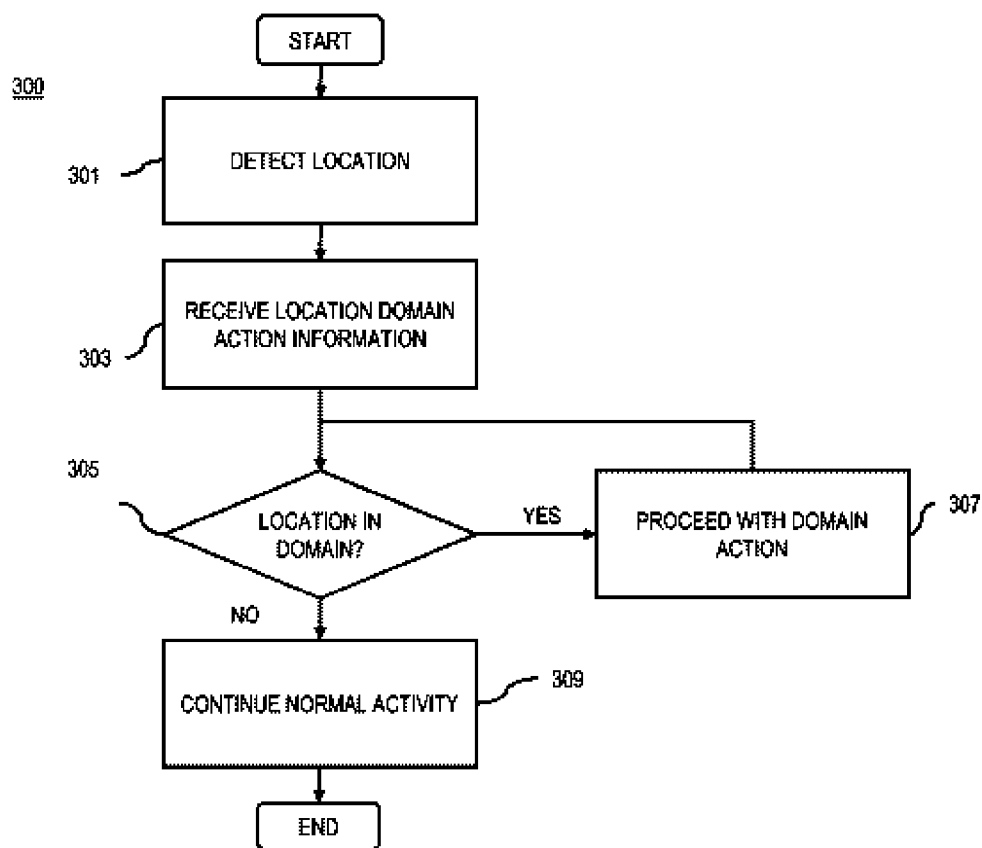 START
300
DETECT LOCATION
301
RECEIVE LOCATION DOMAIN
ACTION INFORMATION
303
305
LOCATION IN
DOMAIN?
YES
PROCEED WITH DOMAIN
ACTION
307
NO
CONTINUE NORMAL ACTIVITY
309
END